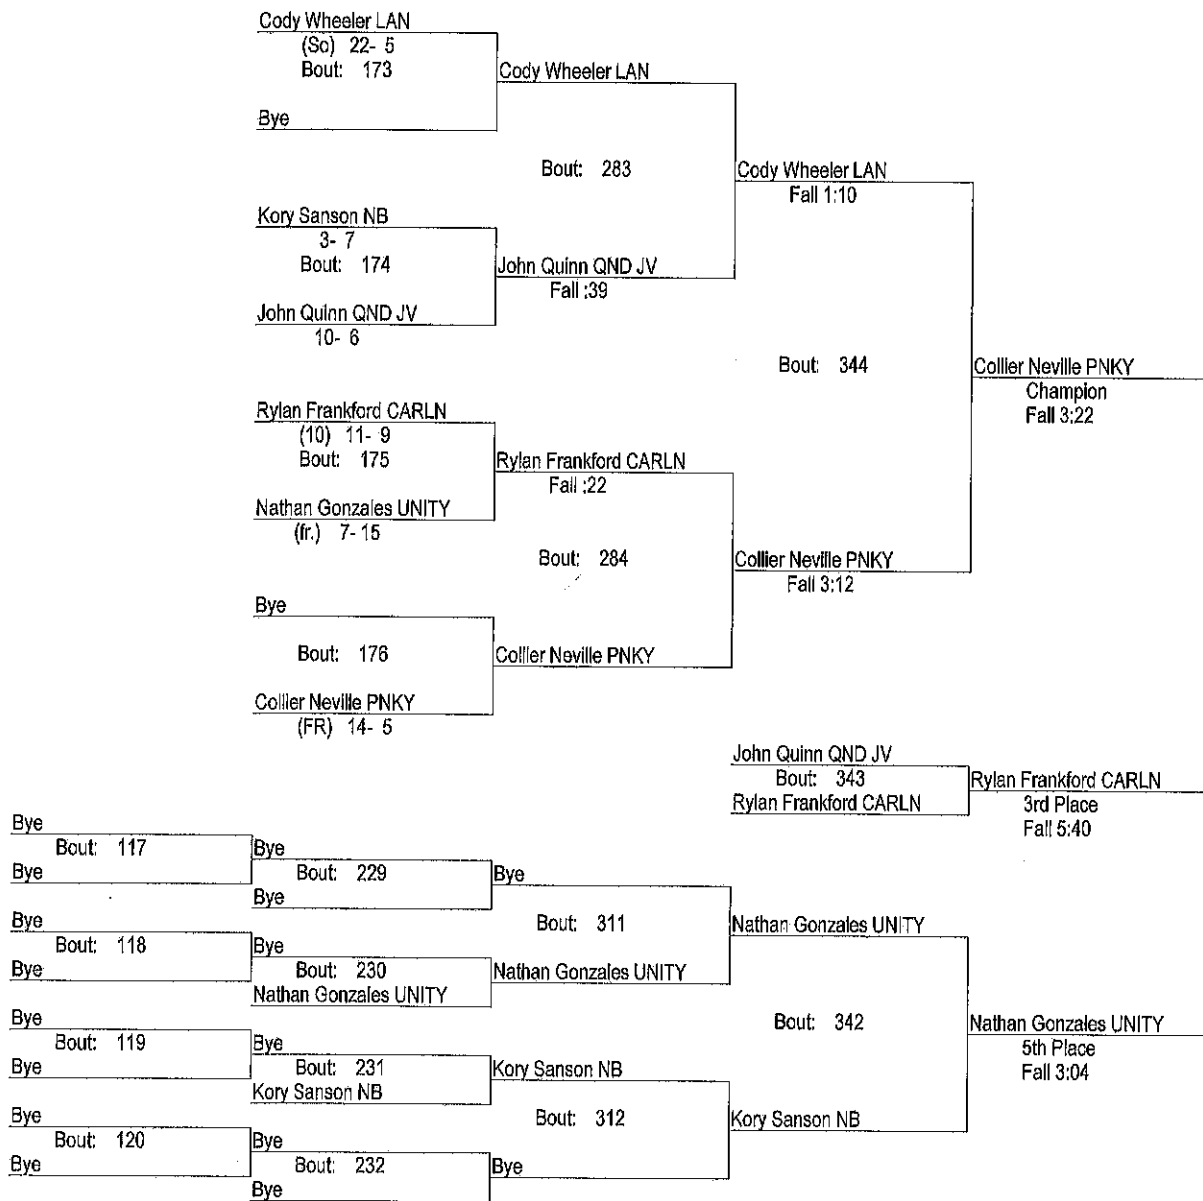 Cody Wheeler LAN
(So) 22- 5
Bout: 173
Cody Wheeler LAN
Bye
Bout: 283
Cody Wheeler LAN
Fall 1:10
Kory Sanson NB
3- 7
Bout: 174
John Quinn QND JV
Fall :39
John Quinn QND JV
10- 6
Bout: 344
Collier Neville PNKY
Champion
Fall 3:22
Rylan Frankford CARLN
(10) 11- 9
Bout: 175
Rylan Frankford CARLN
Fall :22
Nathan Gonzales UNITY
(fr.) 7- 15
Bout: 284
Collier Neville PNKY
Fall 3:12
Bye
Bout: 176
Collier Neville PNKY
Collier Neville PNKY
(FR) 14- 5
John Quinn QND JV
Bout: 343
Rylan Frankford CARLN
Rylan Frankford CARLN
3rd Place
Fall 5:40
Bye
Bout: 117
Bye
Bye
Bout: 229
Bye
Bye
Bout: 311
Nathan Gonzales UNITY
Bye
Bout: 118
Bye
Bye
Bout: 230
Nathan Gonzales UNITY
Nathan Gonzales UNITY
Bout: 342
Nathan Gonzales UNITY
5th Place
Fall 3:04
Bye
Bout: 119
Bye
Bye
Bout: 231
Kory Sanson NB
Kory Sanson NB
Bout: 312
Kory Sanson NB
Bye
Bout: 120
Bye
Bye
Bout: 232
Bye
Bye